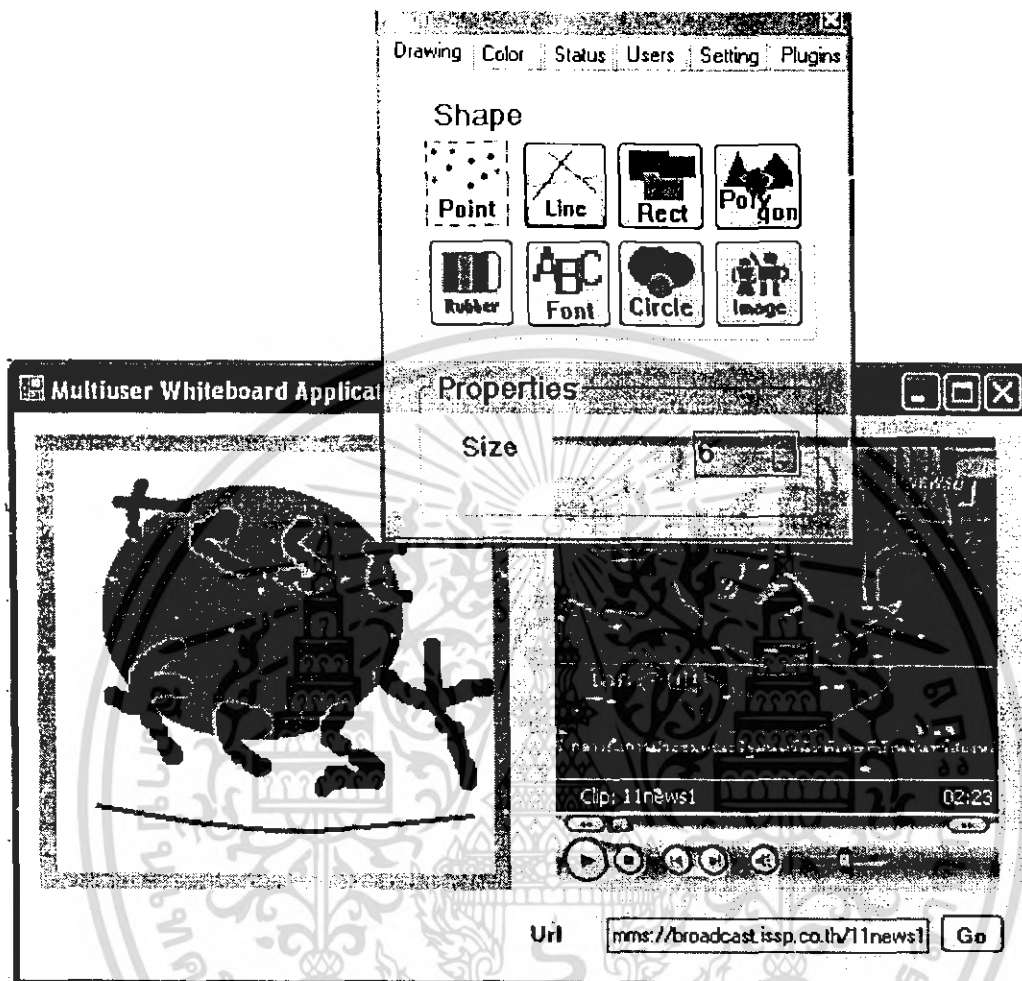 Drawing Color Status Users Setting Plugins
Shape
Point Line Rect Polygon
Rubber Font Circle Image
Multiuser Whiteboard Applicat
Properties
Size 6
Clip: 11news1 02:23
Url mms://broadcast.issp.co.th/11news1 Go